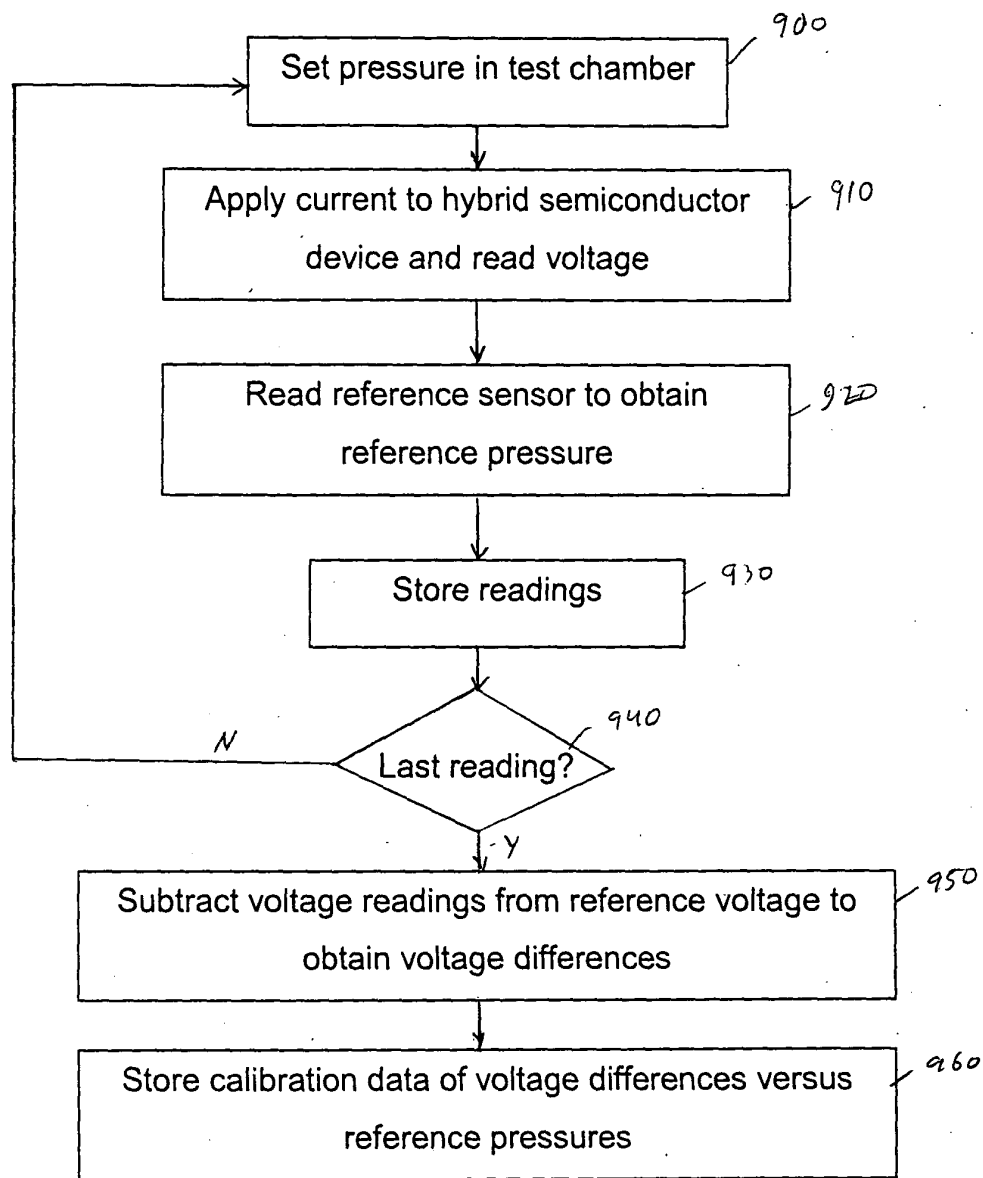 900
Set pressure in test chamber
910
Apply current to hybrid semiconductor
device and read voltage
920
Read reference sensor to obtain
reference pressure
930
Store readings
940
Last reading?
N
Y
950
Subtract voltage readings from reference voltage to
obtain voltage differences
960
Store calibration data of voltage differences versus
reference pressures